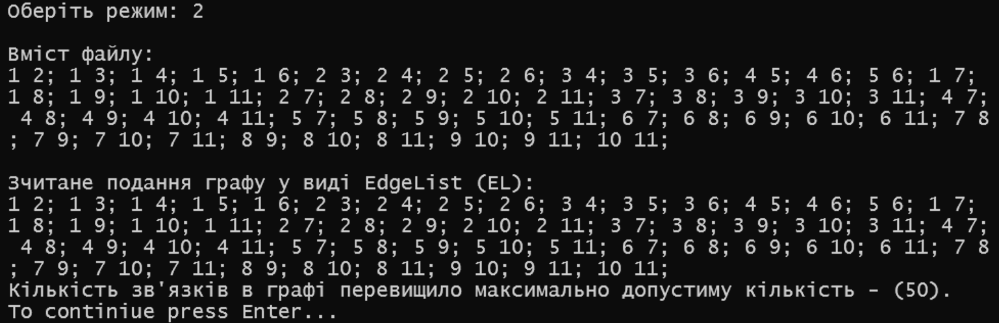 Оберіть режим: 2
Вміст файлу:
1 2; 1 3; 1 4; 1 5; 1 6; 2 3; 2 4; 2 5; 2 6; 3 4; 3 5; 3 6; 4 5; 4 6; 5 6; 1 7;
1 8; 1 9; 1 10; 1 11; 2 7; 2 8; 2 9; 2 10; 2 11; 3 7; 3 8; 3 9; 3 10; 3 11; 4 7;
4 8; 4 9; 4 10; 4 11; 5 7; 5 8; 5 9; 5 10; 5 11; 6 7; 6 8; 6 9; 6 10; 6 11; 7 8
; 7 9; 7 10; 7 11; 8 9; 8 10; 8 11; 9 10; 9 11; 10 11;
Зчитане подання графу у виді EdgeList (EL):
1 2; 1 3; 1 4; 1 5; 1 6; 2 3; 2 4; 2 5; 2 6; 3 4; 3 5; 3 6; 4 5; 4 6; 5 6; 1 7;
1 8; 1 9; 1 10; 1 11; 2 7; 2 8; 2 9; 2 10; 2 11; 3 7; 3 8; 3 9; 3 10; 3 11; 4 7;
4 8; 4 9; 4 10; 4 11; 5 7; 5 8; 5 9; 5 10; 5 11; 6 7; 6 8; 6 9; 6 10; 6 11; 7 8
; 7 9; 7 10; 7 11; 8 9; 8 10; 8 11; 9 10; 9 11; 10 11;
Кількість зв'язків в графі перевищило максимально допустиму кількість - (50).
To continiue press Enter...